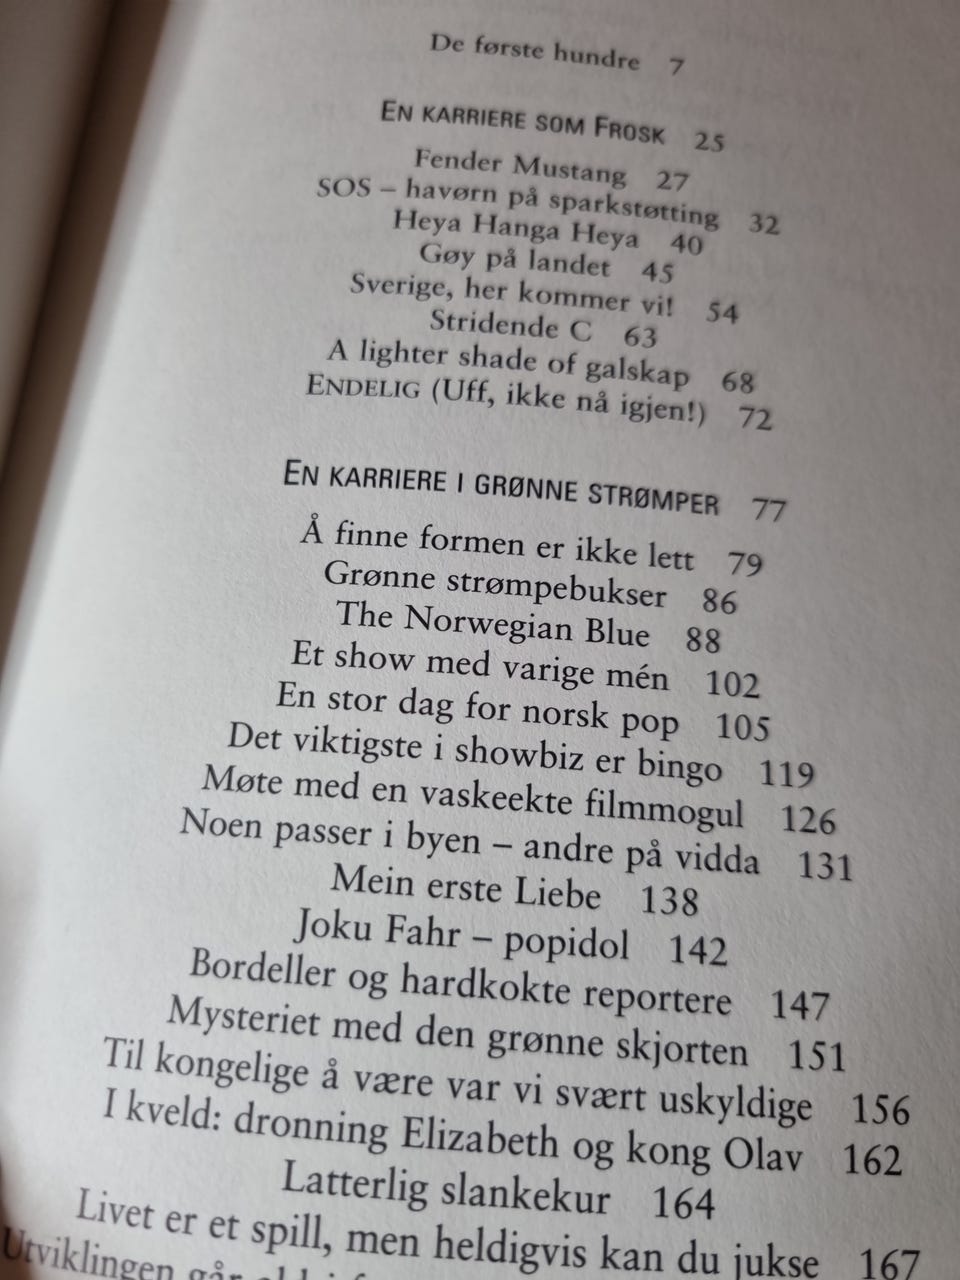 De første hundre 7
EN KARRIERE SOM FROSK 25
Fender Mustang 27
SOS – havørn på sparkstøtting 32
Heya Hanga Heya 40
Gøy på landet 45
Sverige, her kommer vi! 54
Stridende C 63
A lighter shade of galskap 68
ENDELIG (Uff, ikke nå igjen!) 72
EN KARRIERE I GRØNNE STRØMPER 77
Å finne formen er ikke lett 79
Grønne strømpebukser 86
The Norwegian Blue 88
Et show med varige mén 102
En stor dag for norsk pop 105
Det viktigste i showbiz er bingo 119
Møte med en vaskeekte filmmogul 126
Noen passer i byen – andre på vidda 131
Mein erste Liebe 138
Joku Fahr – popidol 142
Bordeller og hardkokte reportere 147
Mysteriet med den grønne skjorten 151
Til kongelige å være var vi svært uskyldige 156
I kveld: dronning Elizabeth og kong Olav 162
Latterlig slankekur 164
Livet er et spill, men heldigvis kan du jukse 167
Utviklingen går